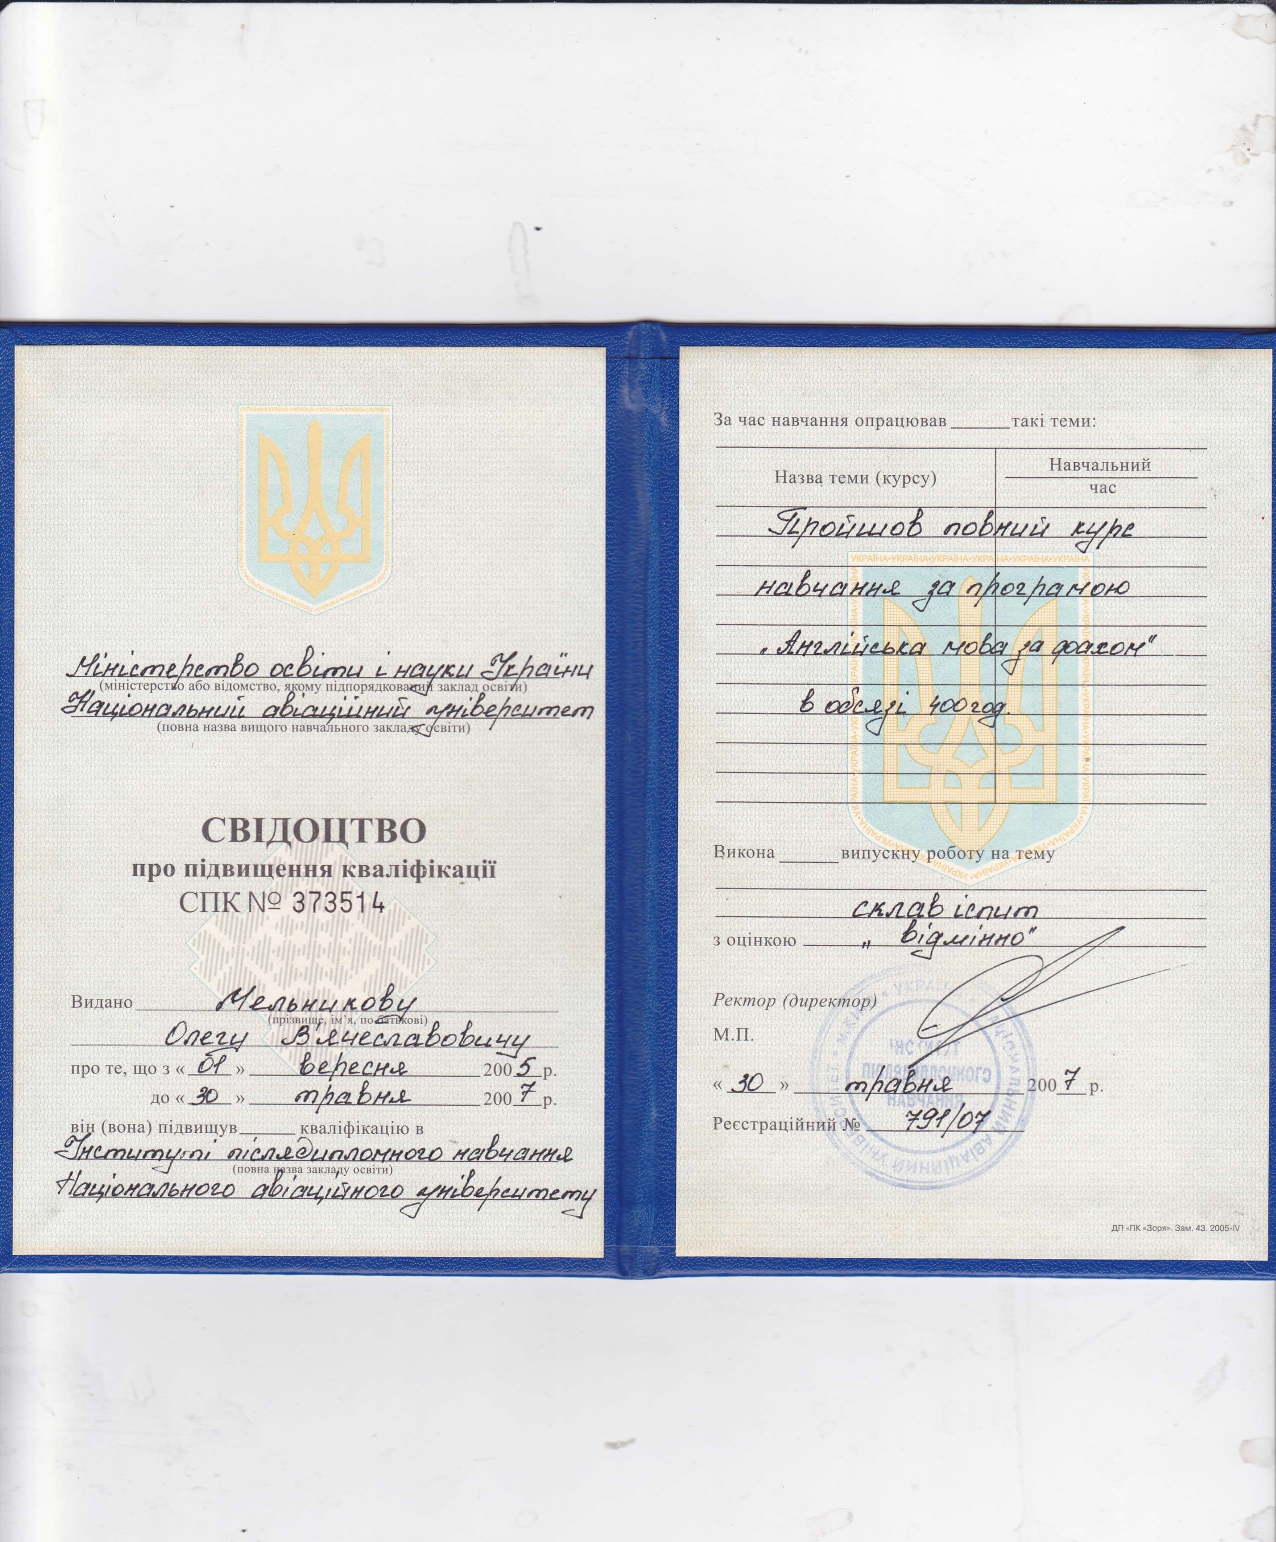 Міністерство освіти і науки України
(міністерство або відомство, якому підпорядкований заклад освіти)
Національний авіаційний університет
(повна назва вищого навчального закладу освіти)
СВІДОЦТВО
про підвищення кваліфікації
СПК № 373514
Видано Мельникову
(прізвище, ім'я, по батькові)
Олегу В'ячеславовичу
про те, що з « 01 » вересня 2005 р.
до « 30 » травня 2007 р.
він (вона) підвищув______ кваліфікацію в
Інституті післядипломного навчання
(повна назва закладу освіти)
Національного авіаційного університету
За час навчання опрацював ______ такі теми:
Назва теми (курсу)
Навчальний
час
Пройшов повний курс
навчання за програмою
„Англійська мова за фахом"
в обсязі 400 год.
Викона ______ випускну роботу на тему
склав іспит
з оцінкою „відмінно"
Ректор (директор)
М.П.
« 30 » травня 2007 р.
Реєстраційний № 791/07
ДП «ПК «Зоря». Зам. 43. 2005-IV